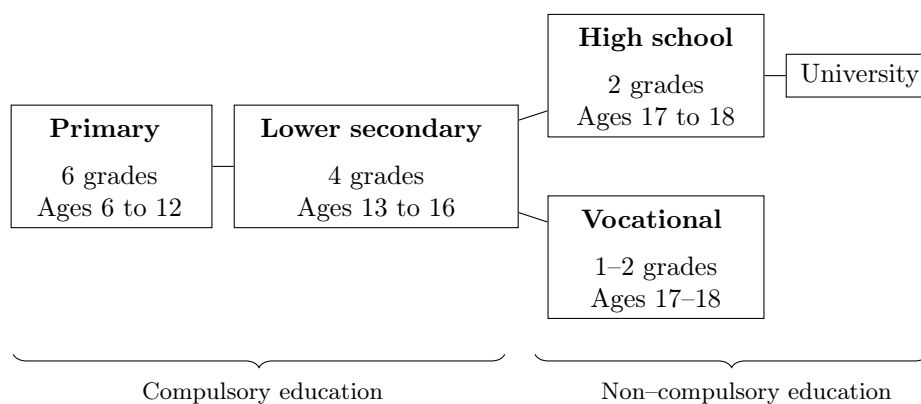 Primary
6 grades
Ages 6 to 12
Lower secondary
4 grades
Ages 13 to 16
High school
2 grades
Ages 17 to 18
University
Vocational
1–2 grades
Ages 17–18
Compulsory education
Non–compulsory education